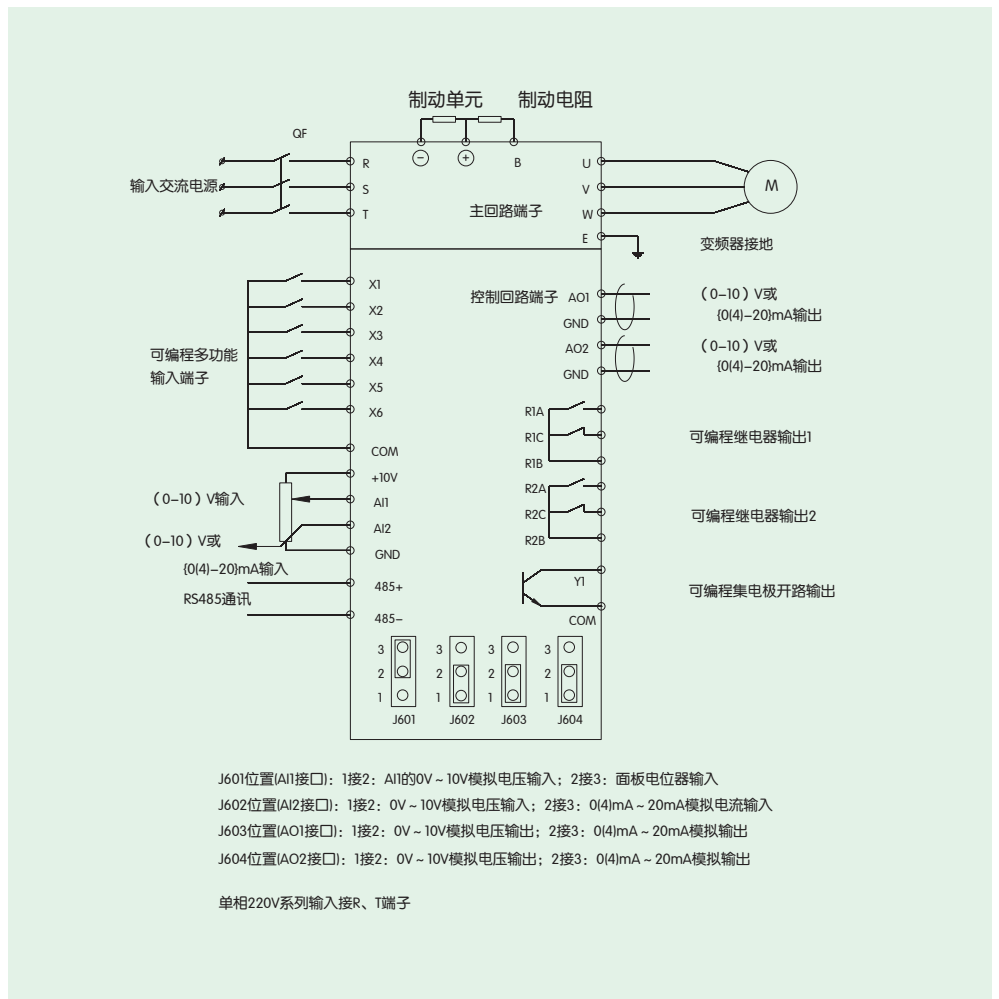 制动单元 制动电阻
QF
− + B
R U
输入交流电源 S V M
T 主回路端子 W
E
变频器接地
X1
控制回路端子 AO1 （0-10）V或
X2 {0(4)-20}mA输出
GND
X3
AO2 （0-10）V或
可编程多功能 X4 {0(4)-20}mA输出
输入端子 GND
X5
X6 R1A
R1C 可编程继电器输出1
COM
R1B
+10V
R2A
（0-10）V输入 AI1
R2C 可编程继电器输出2
AI2
（0-10）V或 R2B
GND
{0(4)-20}mA输入
485+ Y1 可编程集电极开路输出
RS485通讯
485- COM
3 3 3 3
2 2 2 2
1 1 1 1
J601 J602 J603 J604
J601位置(AI1接口)：1接2：AI1的0V~10V模拟电压输入；2接3：面板电位器输入
J602位置(AI2接口)：1接2：0V~10V模拟电压输入；2接3：0(4)mA~20mA模拟电流输入
J603位置(AO1接口)：1接2：0V~10V模拟电压输出；2接3：0(4)mA~20mA模拟输出
J604位置(AO2接口)：1接2：0V~10V模拟电压输出；2接3：0(4)mA~20mA模拟输出
单相220V系列输入接R、T端子